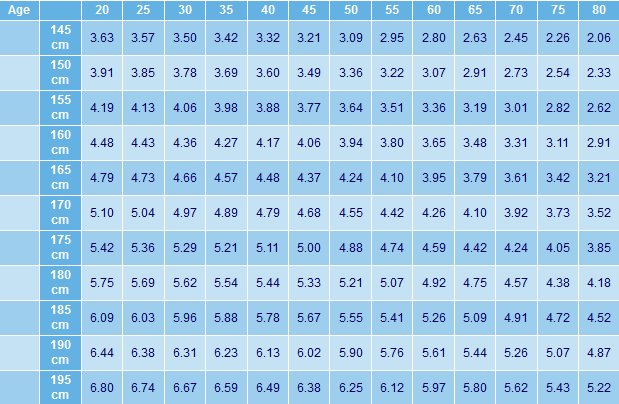 Age 20 25 30 35 40 45 50 55 60 65 70 75 80
145 cm 3.63 3.57 3.50 3.42 3.32 3.21 3.09 2.95 2.80 2.63 2.45 2.26 2.06
150 cm 3.91 3.85 3.78 3.69 3.60 3.49 3.36 3.22 3.07 2.91 2.73 2.54 2.33
155 cm 4.19 4.13 4.06 3.98 3.88 3.77 3.64 3.51 3.36 3.19 3.01 2.82 2.62
160 cm 4.48 4.43 4.36 4.27 4.17 4.06 3.94 3.80 3.65 3.48 3.31 3.11 2.91
165 cm 4.79 4.73 4.66 4.57 4.48 4.37 4.24 4.10 3.95 3.79 3.61 3.42 3.21
170 cm 5.10 5.04 4.97 4.89 4.79 4.68 4.55 4.42 4.26 4.10 3.92 3.73 3.52
175 cm 5.42 5.36 5.29 5.21 5.11 5.00 4.88 4.74 4.59 4.42 4.24 4.05 3.85
180 cm 5.75 5.69 5.62 5.54 5.44 5.33 5.21 5.07 4.92 4.75 4.57 4.38 4.18
185 cm 6.09 6.03 5.96 5.88 5.78 5.67 5.55 5.41 5.26 5.09 4.91 4.72 4.52
190 cm 6.44 6.38 6.31 6.23 6.13 6.02 5.90 5.76 5.61 5.44 5.26 5.07 4.87
195 cm 6.80 6.74 6.67 6.59 6.49 6.38 6.25 6.12 5.97 5.80 5.62 5.43 5.22